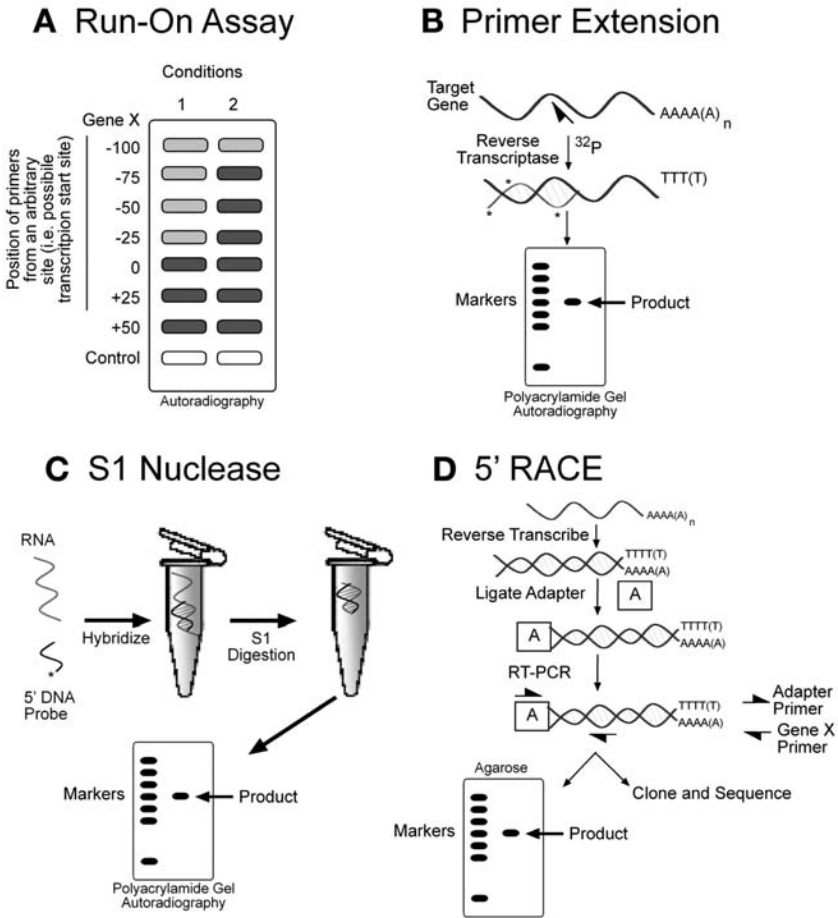 A Run-On Assay
Conditions
1 2
Gene X
Position of primers
from an arbitrary
site (i.e. possibile
transcritpion start site)
-100
-75
-50
-25
0
+25
+50
Control
Autoradiography
B Primer Extension
Target
Gene
AAAA(A)n
Reverse
Transcriptase
32P
TTT(T)
*
*
*
Markers
Product
Polyacrylamide Gel
Autoradiography
C S1 Nuclease
RNA
Hybridize
S1
Digestion
*
5' DNA
Probe
Markers
Product
Polyacrylamide Gel
Autoradiography
D 5' RACE
AAAA(A)n
Reverse Transcribe
TTTT(T)
AAAA(A)
Ligate Adapter
A
A
TTTT(T)
AAAA(A)
RT-PCR
A
TTTT(T)
AAAA(A)
Adapter
Primer
Gene X
Primer
Agarose
Clone and Sequence
Markers
Product